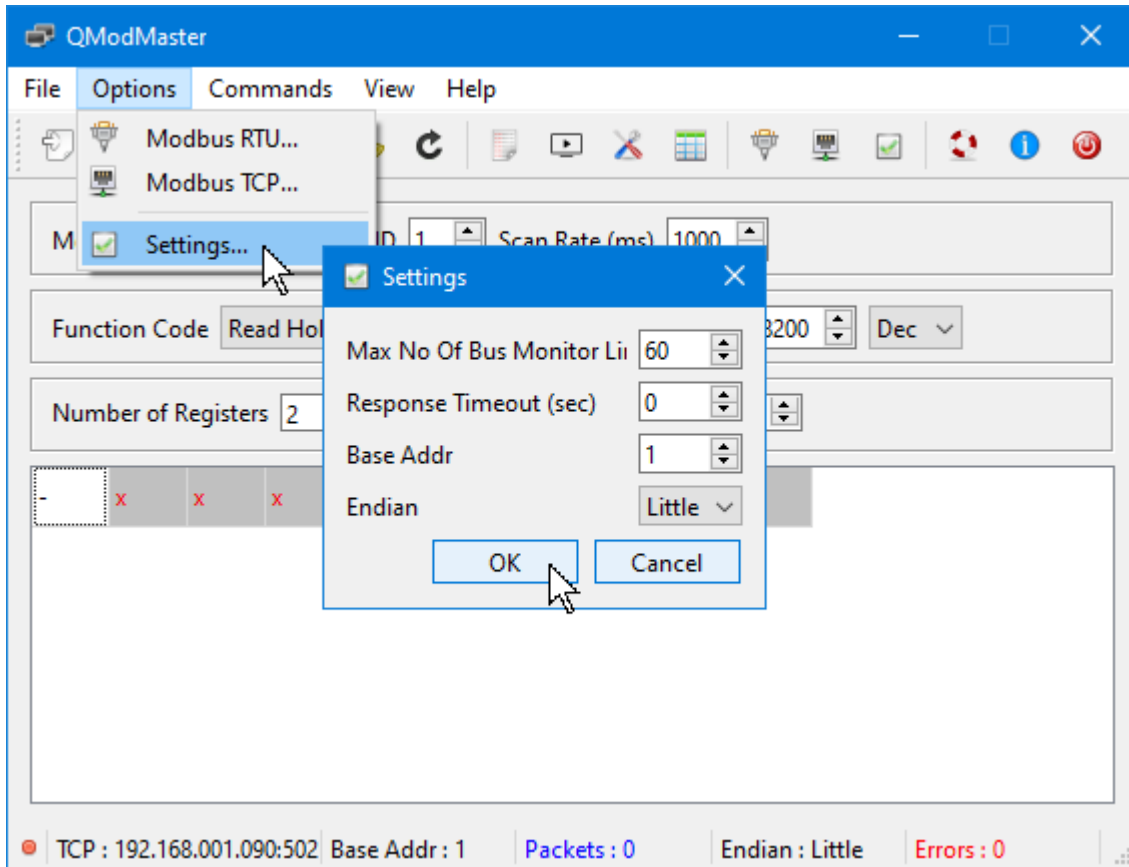 QModMaster
File Options Commands View Help
Modbus RTU...
Modbus TCP...
Settings...
M ID 1 Scan Rate (ms) 1000
Settings
Function Code Read Hol 3200 Dec
Max No Of Bus Monitor Li 60
Number of Registers 2
Response Timeout (sec) 0
Base Addr 1
- x x x
Endian Little
OK Cancel
TCP : 192.168.001.090:502 Base Addr : 1 Packets : 0 Endian : Little Errors : 0